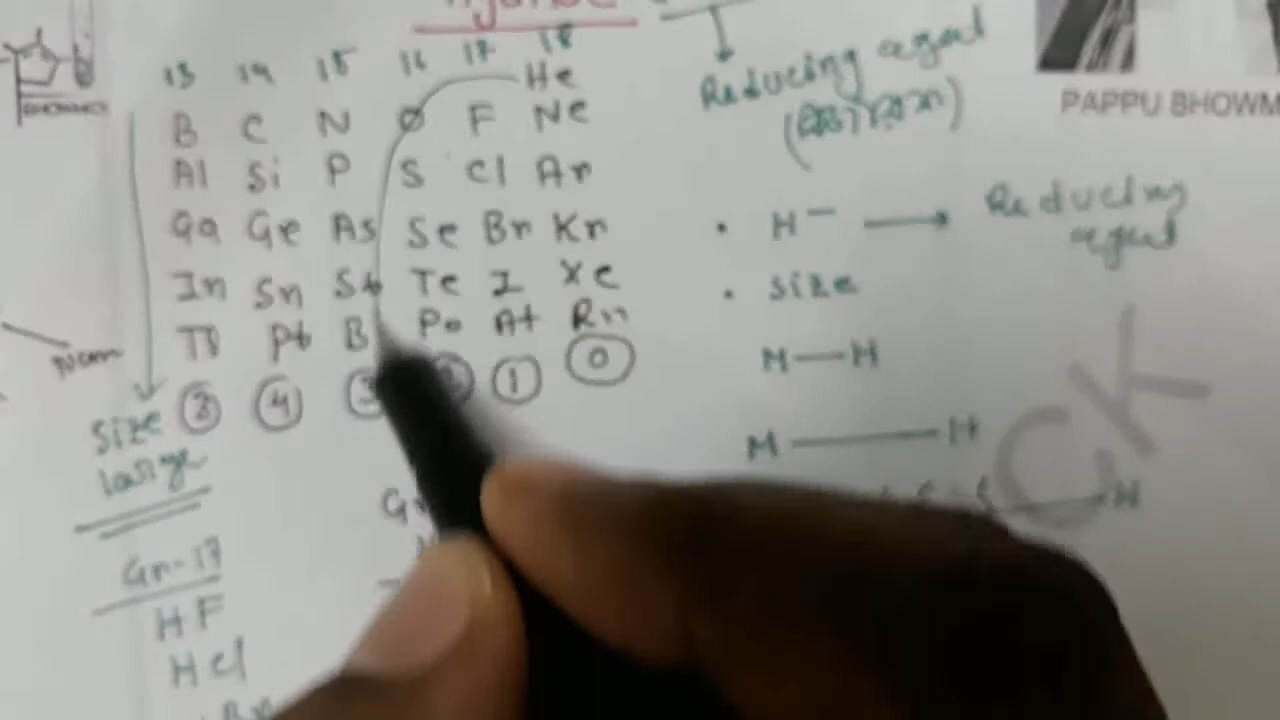 13 14 15 16 17 18
He
B C N O F Ne
Al Si P S Cl Ar
Ga Ge As Se Br Kr
In Sn Sb Te I Xe
Pb Po At Rn
3 4 3 1 0
Size
large
Gr-17
HF
HCl
Reducing agent
• H⁻ → Reducing
agent
• size
M—H
M——H
H
PAPPU BHOWM
CK